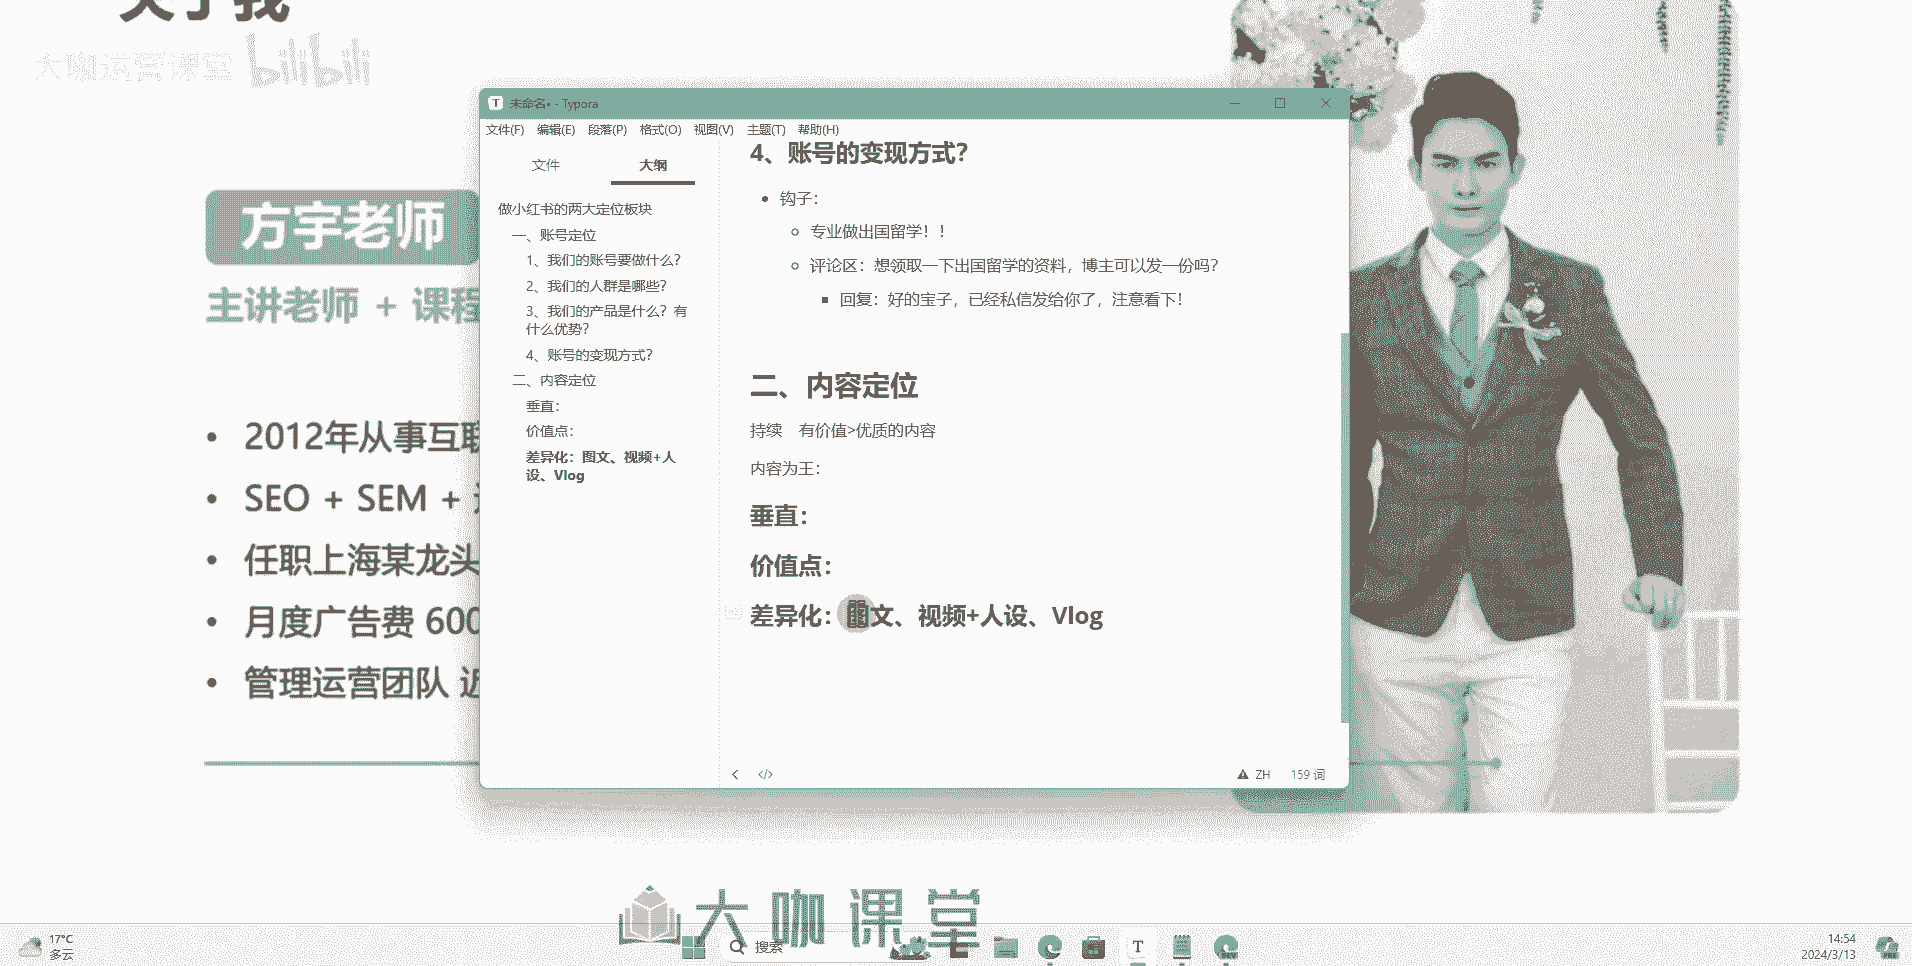 关于我
大咖运营课堂 bilibili
方宇老师
主讲老师 + 课程
• 2012年从事互联
• SEO + SEM +
• 任职上海某龙头
• 月度广告费 600
• 管理运营团队 近
未命名• - Typora
文件(F) 编辑(E) 段落(P) 格式(O) 视图(V) 主题(T) 帮助(H)
文件 大纲
做小红书的两大定位板块
一、账号定位
1、我们的账号要做什么？
2、我们的人群是哪些？
3、我们的产品是什么？有
什么优势？
4、账号的变现方式？
二、内容定位
垂直：
价值点：
差异化：图文、视频+人
设、Vlog
4、账号的变现方式？
• 钩子：
专业做出国留学！！
评论区：想领取一下出国留学的资料，博主可以发一份吗？
回复：好的宝子，已经私信发给你了，注意看下！
二、内容定位
持续 有价值>优质的内容
内容为王：
垂直：
价值点：
差异化：图文、视频+人设、Vlog
</> ZH 159 词
大咖课堂
17°C
多云
搜索
14:54
2024/3/13